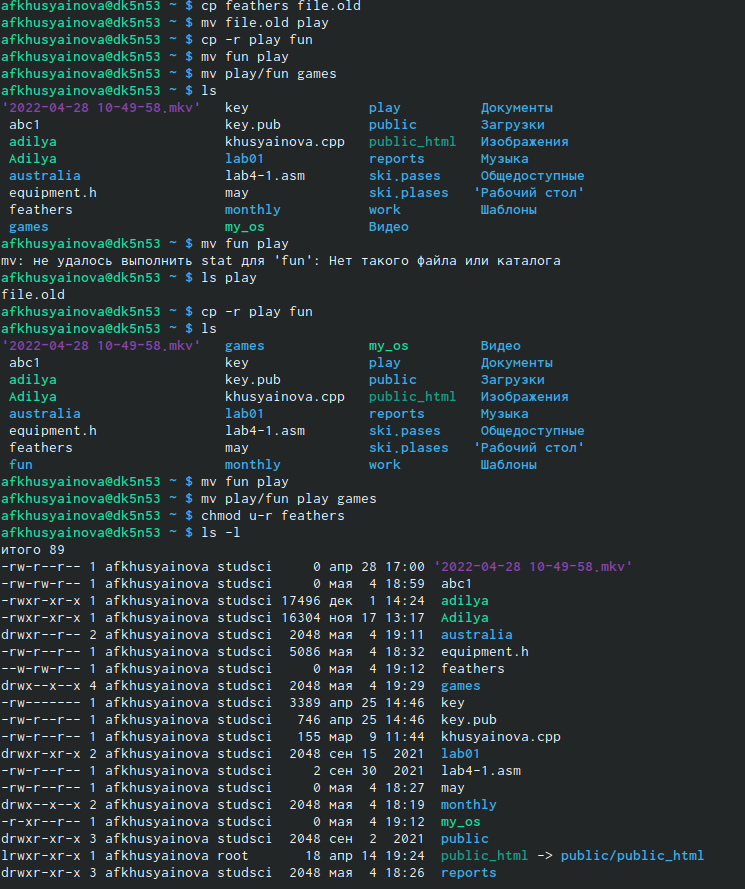 afkhusyainova@dk5n53 ~ $ cp feathers file.old
afkhusyainova@dk5n53 ~ $ mv file.old play
afkhusyainova@dk5n53 ~ $ cp -r play fun
afkhusyainova@dk5n53 ~ $ mv fun play
afkhusyainova@dk5n53 ~ $ mv play/fun games
afkhusyainova@dk5n53 ~ $ ls
'2022-04-28 10-49-58.mkv' key play Документы
abc1 key.pub public Загрузки
adilya khusyainova.cpp public_html Изображения
Adilya lab01 reports Музыка
australia lab4-1.asm ski.pases Общедоступные
equipment.h may ski.plases 'Рабочий стол'
feathers monthly work Шаблоны
games my_os Видео
afkhusyainova@dk5n53 ~ $ mv fun play
mv: не удалось выполнить stat для 'fun': Нет такого файла или каталога
afkhusyainova@dk5n53 ~ $ ls play
file.old
afkhusyainova@dk5n53 ~ $ cp -r play fun
afkhusyainova@dk5n53 ~ $ ls
'2022-04-28 10-49-58.mkv' games my_os Видео
abc1 key play Документы
adilya key.pub public Загрузки
Adilya khusyainova.cpp public_html Изображения
australia lab01 reports Музыка
equipment.h lab4-1.asm ski.pases Общедоступные
feathers may ski.plases 'Рабочий стол'
fun monthly work Шаблоны
afkhusyainova@dk5n53 ~ $ mv fun play
afkhusyainova@dk5n53 ~ $ mv play/fun play games
afkhusyainova@dk5n53 ~ $ chmod u-r feathers
afkhusyainova@dk5n53 ~ $ ls -l
итого 89
-rw-r--r-- 1 afkhusyainova studsci 0 апр 28 17:00 '2022-04-28 10-49-58.mkv'
-rw-rw-r-- 1 afkhusyainova studsci 0 мая 4 18:59 abc1
-rwxr-xr-x 1 afkhusyainova studsci 17496 дек 1 14:24 adilya
-rwxr-xr-x 1 afkhusyainova studsci 16304 ноя 17 13:17 Adilya
drwxr--r-- 2 afkhusyainova studsci 2048 мая 4 19:11 australia
-rw-r--r-- 1 afkhusyainova studsci 5086 мая 4 18:32 equipment.h
--w-rw-r-- 1 afkhusyainova studsci 0 мая 4 19:12 feathers
drwx--x--x 4 afkhusyainova studsci 2048 мая 4 19:29 games
-rw------- 1 afkhusyainova studsci 3389 апр 25 14:46 key
-rw-r--r-- 1 afkhusyainova studsci 746 апр 25 14:46 key.pub
-rw-r--r-- 1 afkhusyainova studsci 155 мар 9 11:44 khusyainova.cpp
drwxr-xr-x 2 afkhusyainova studsci 2048 сен 15 2021 lab01
-rw-r--r-- 1 afkhusyainova studsci 2 сен 30 2021 lab4-1.asm
-rw-r--r-- 1 afkhusyainova studsci 0 мая 4 18:27 may
drwx--x--x 2 afkhusyainova studsci 2048 мая 4 18:19 monthly
-r-xr--r-- 1 afkhusyainova studsci 0 мая 4 19:12 my_os
drwxr-xr-x 3 afkhusyainova studsci 2048 сен 2 2021 public
lrwxr-xr-x 1 afkhusyainova root 18 апр 14 19:24 public_html -> public/public_html
drwxr-xr-x 3 afkhusyainova studsci 2048 мая 4 18:26 reports